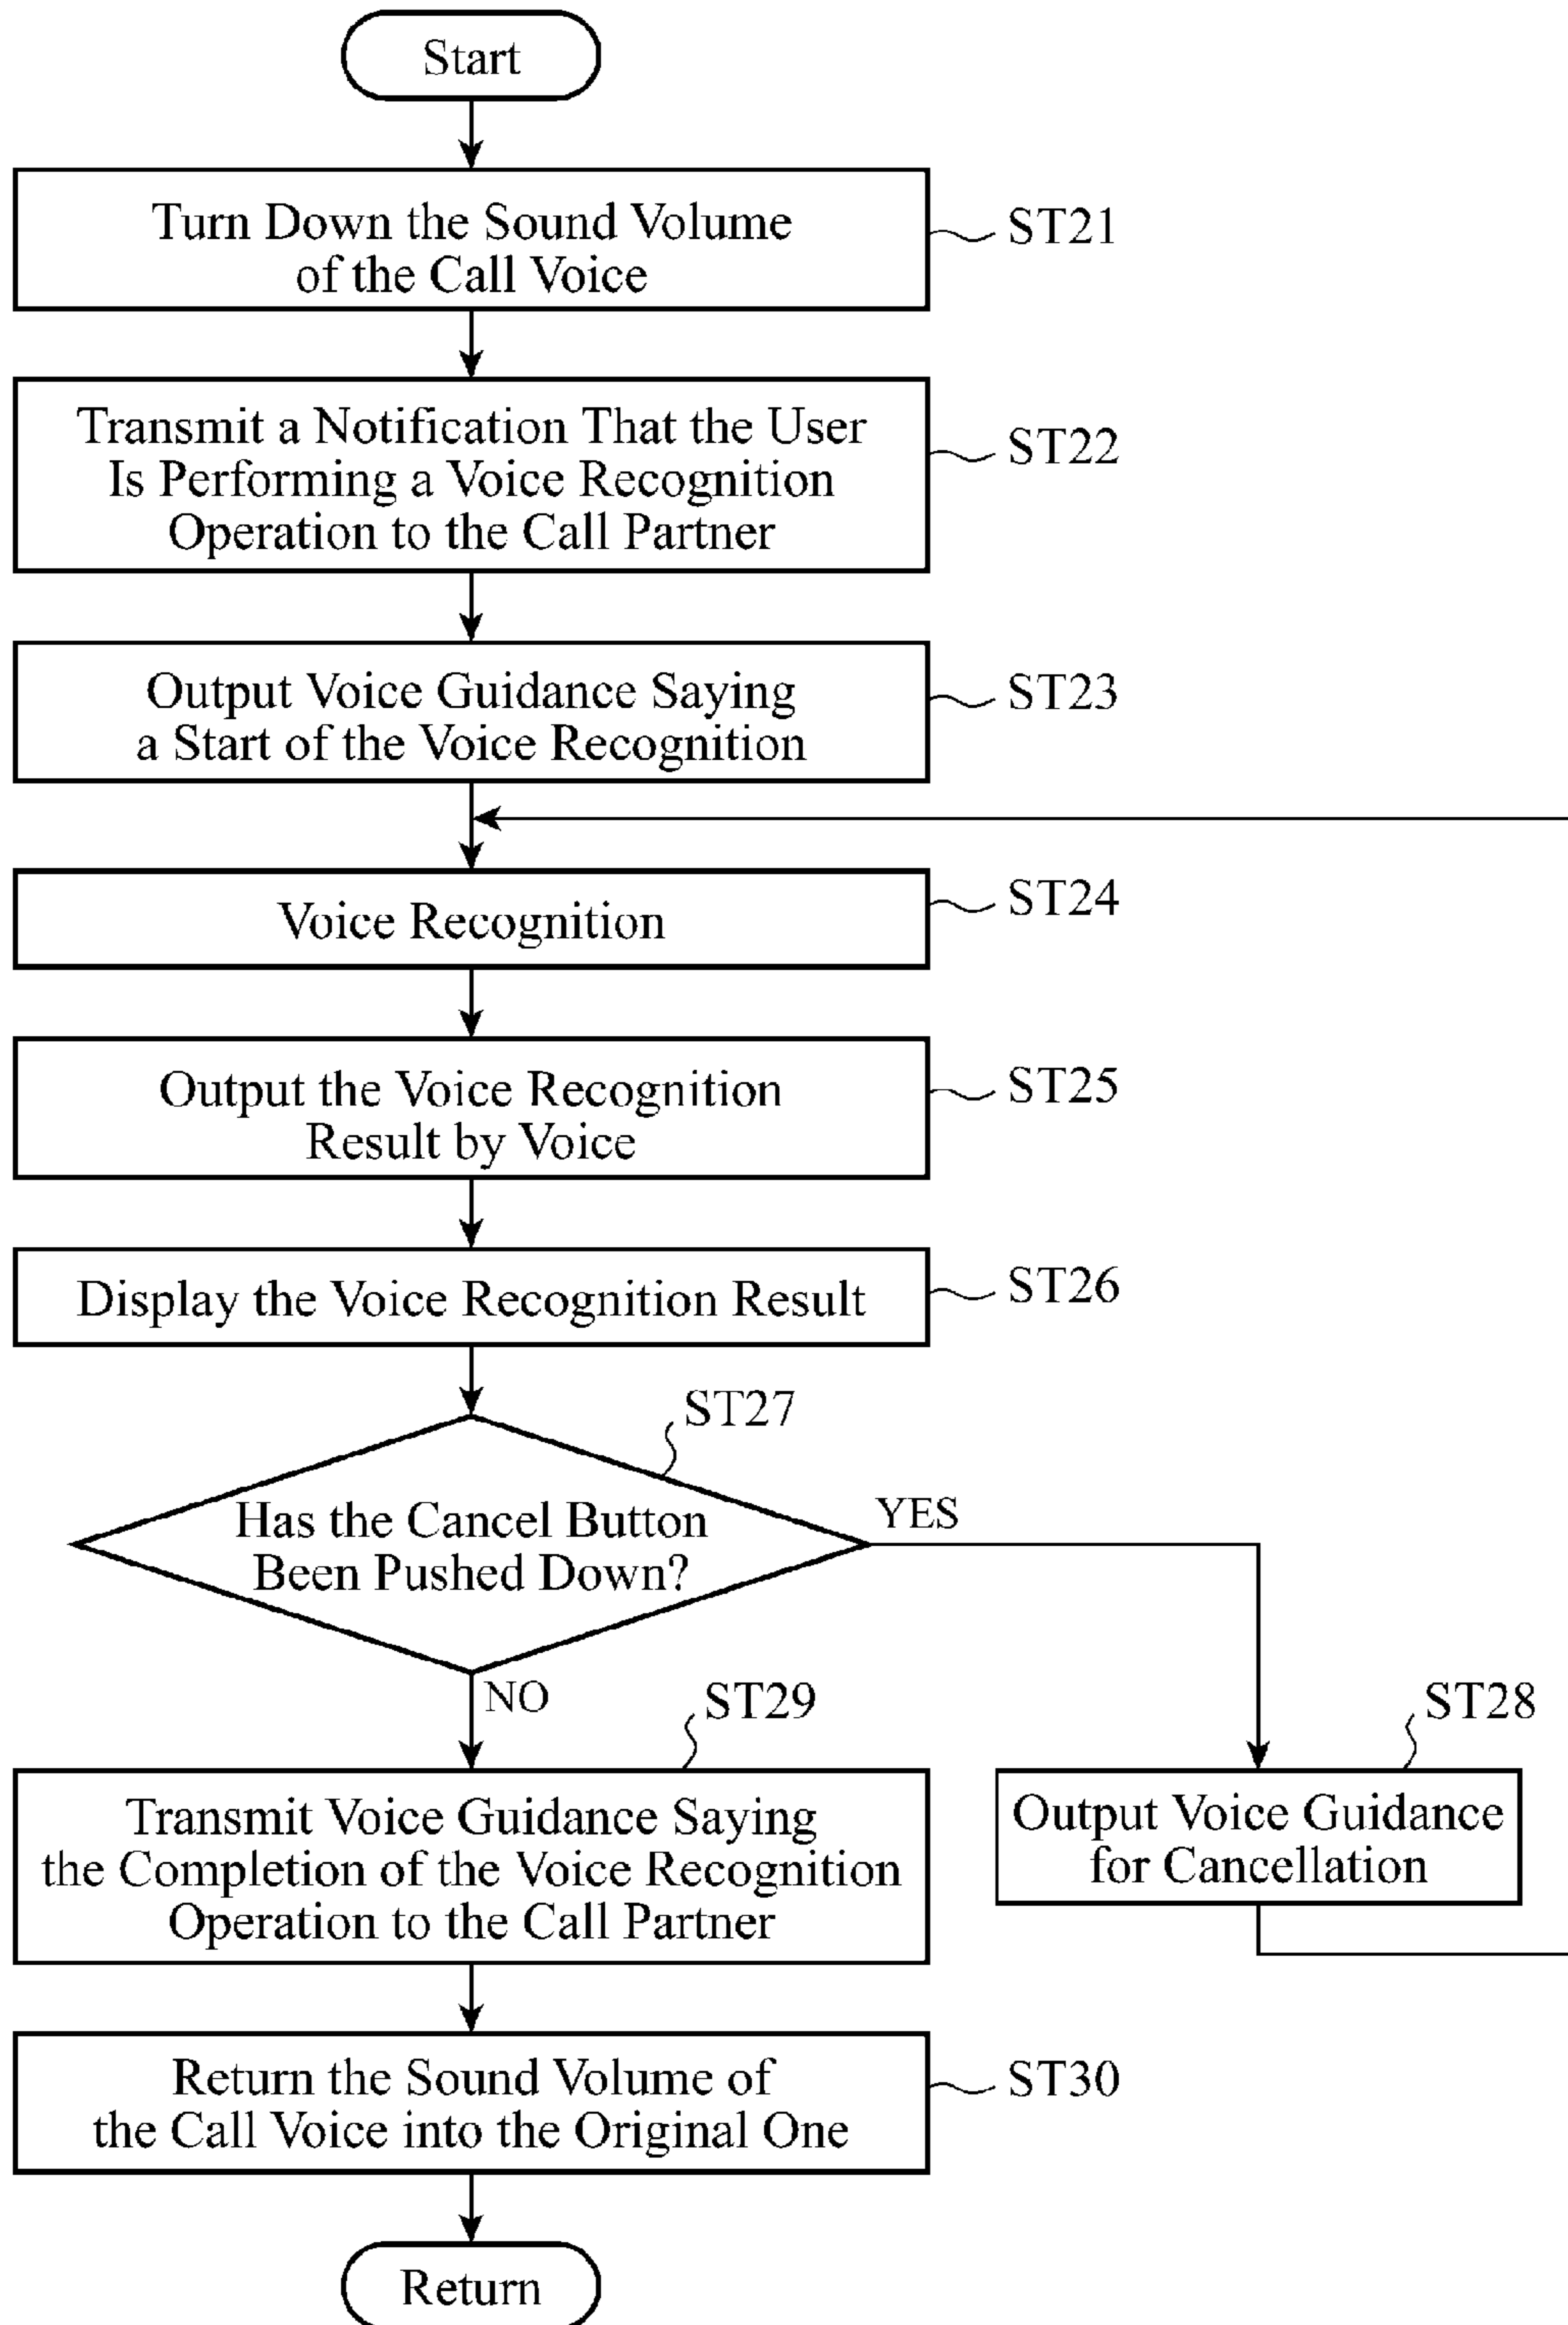 Start
Turn Down the Sound Volume
of the Call Voice
ST21
Transmit a Notification That the User
Is Performing a Voice Recognition
Operation to the Call Partner
ST22
Output Voice Guidance Saying
a Start of the Voice Recognition
ST23
Voice Recognition
ST24
Output the Voice Recognition
Result by Voice
ST25
Display the Voice Recognition Result
ST26
ST27
Has the Cancel Button
Been Pushed Down?
YES
NO
ST29
Transmit Voice Guidance Saying
the Completion of the Voice Recognition
Operation to the Call Partner
ST28
Output Voice Guidance
for Cancellation
Return the Sound Volume of
the Call Voice into the Original One
ST30
Return